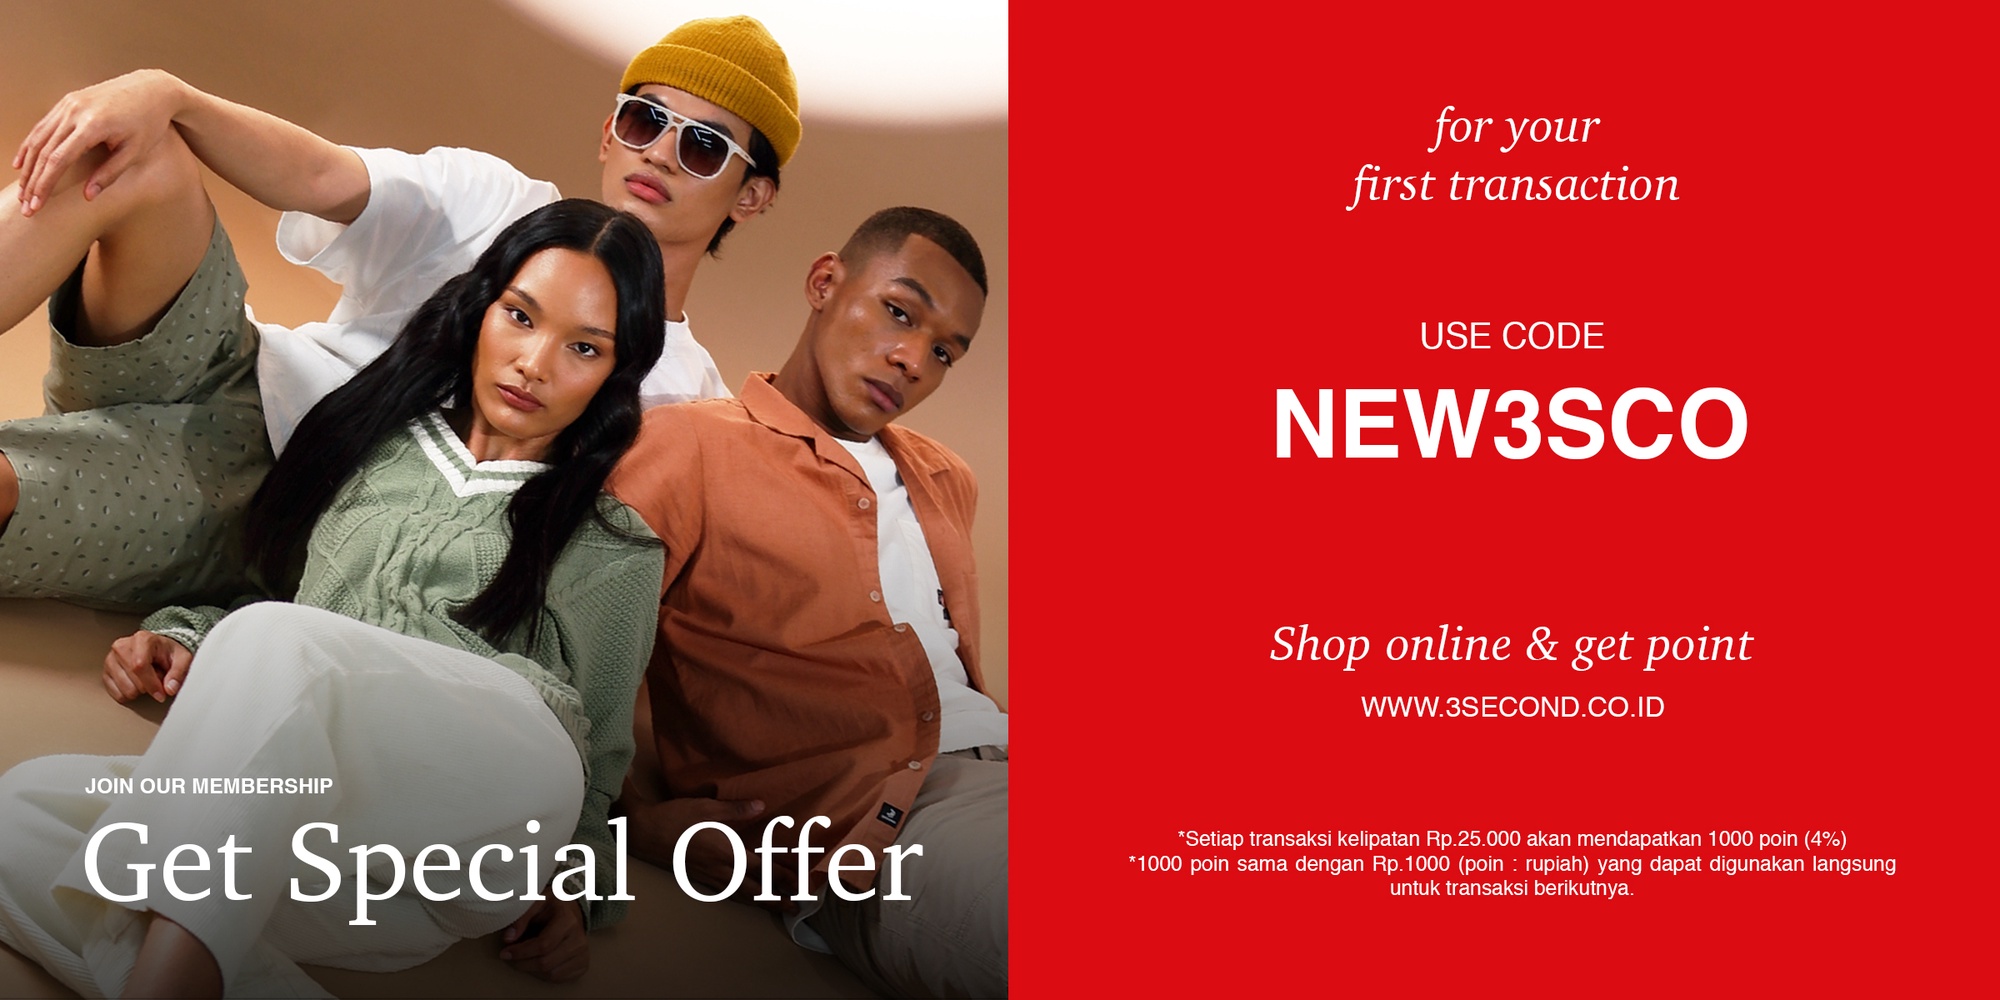 JOIN OUR MEMBERSHIP
Get Special Offer
for your
first transaction
USE CODE
NEW3SCO
Shop online & get point
WWW.3SECOND.CO.ID
*Setiap transaksi kelipatan Rp.25.000 akan mendapatkan 1000 poin (4%)
*1000 poin sama dengan Rp.1000 (poin : rupiah) yang dapat digunakan langsung
untuk transaksi berikutnya.